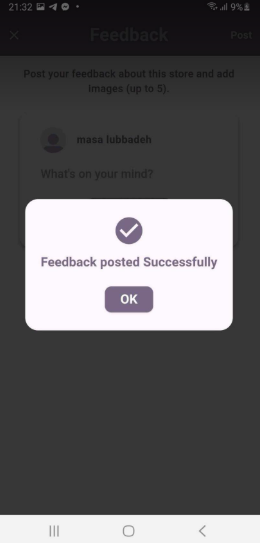 21:32 9%
Feedback
Post
Post your feedback about this store and add
images (up to 5).
masa lubbadeh
What's on your mind?
Feedback posted Successfully
OK